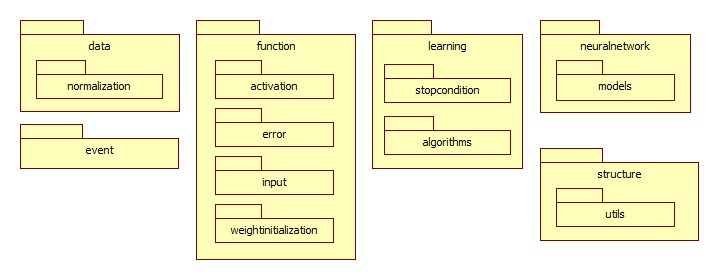 data
normalization
event
function
activation
error
input
weightinitialization
learning
stopcondition
algorithms
neuralnetwork
models
structure
utils